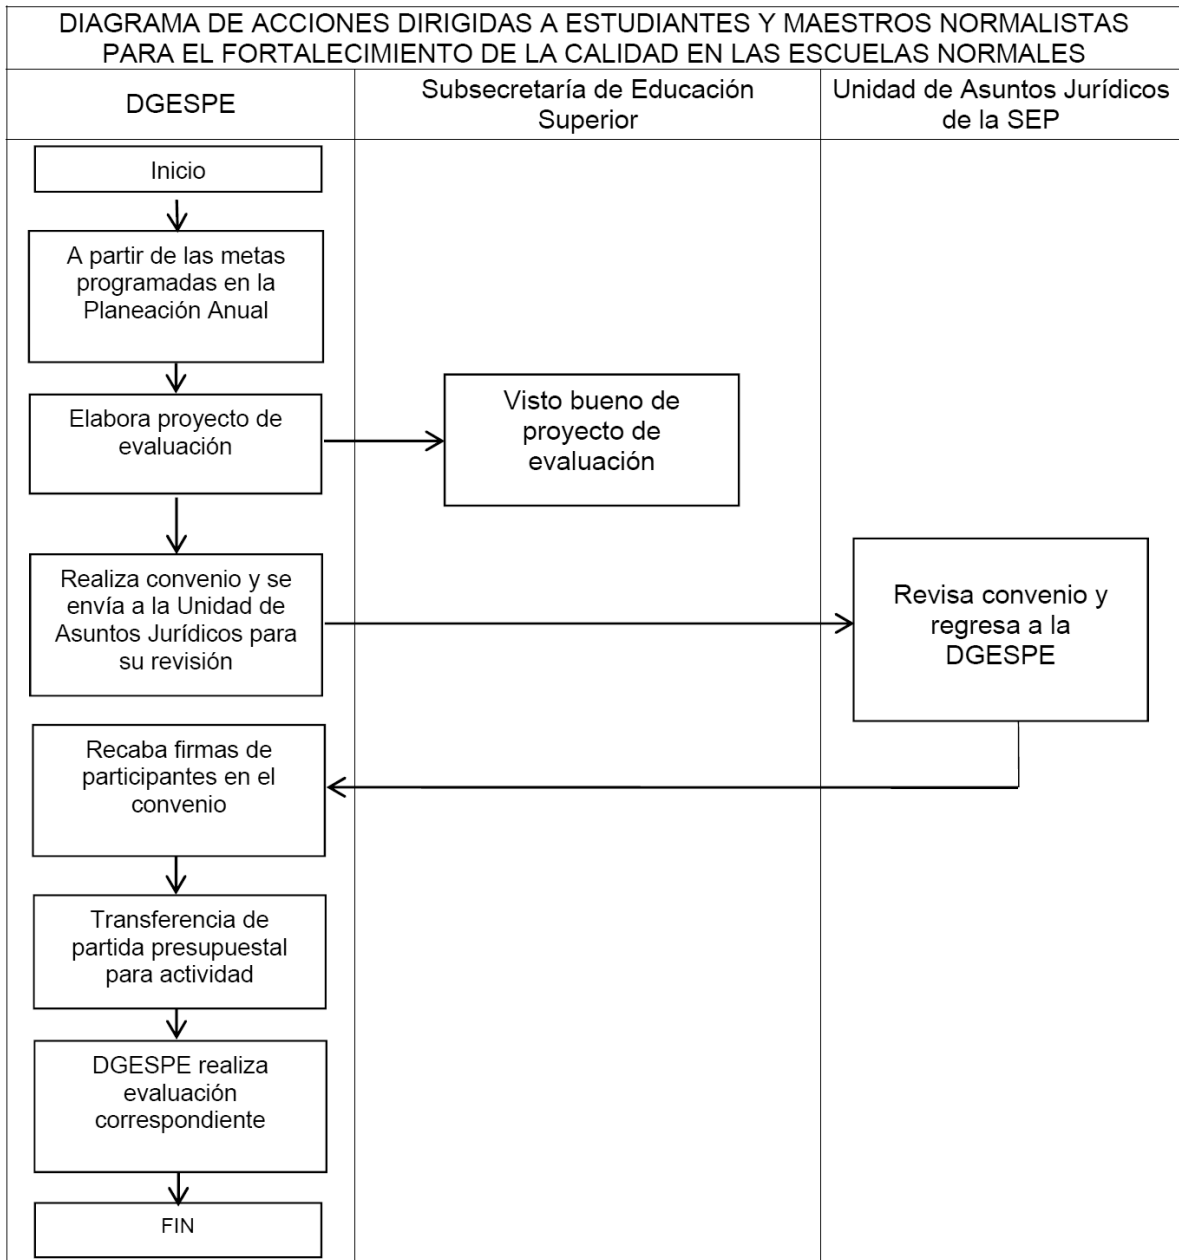 DIAGRAMA DE ACCIONES DIRIGIDAS A ESTUDIANTES Y MAESTROS NORMALISTAS
PARA EL FORTALECIMIENTO DE LA CALIDAD EN LAS ESCUELAS NORMALES
DGESPE
Subsecretaría de Educación
Superior
Unidad de Asuntos Jurídicos
de la SEP
Inicio
A partir de las metas
programadas en la
Planeación Anual
Elabora proyecto de
evaluación
Visto bueno de
proyecto de
evaluación
Realiza convenio y se
envía a la Unidad de
Asuntos Jurídicos para
su revisión
Revisa convenio y
regresa a la
DGESPE
Recaba firmas de
participantes en el
convenio
Transferencia de
partida presupuestal
para actividad
DGESPE realiza
evaluación
correspondiente
FIN